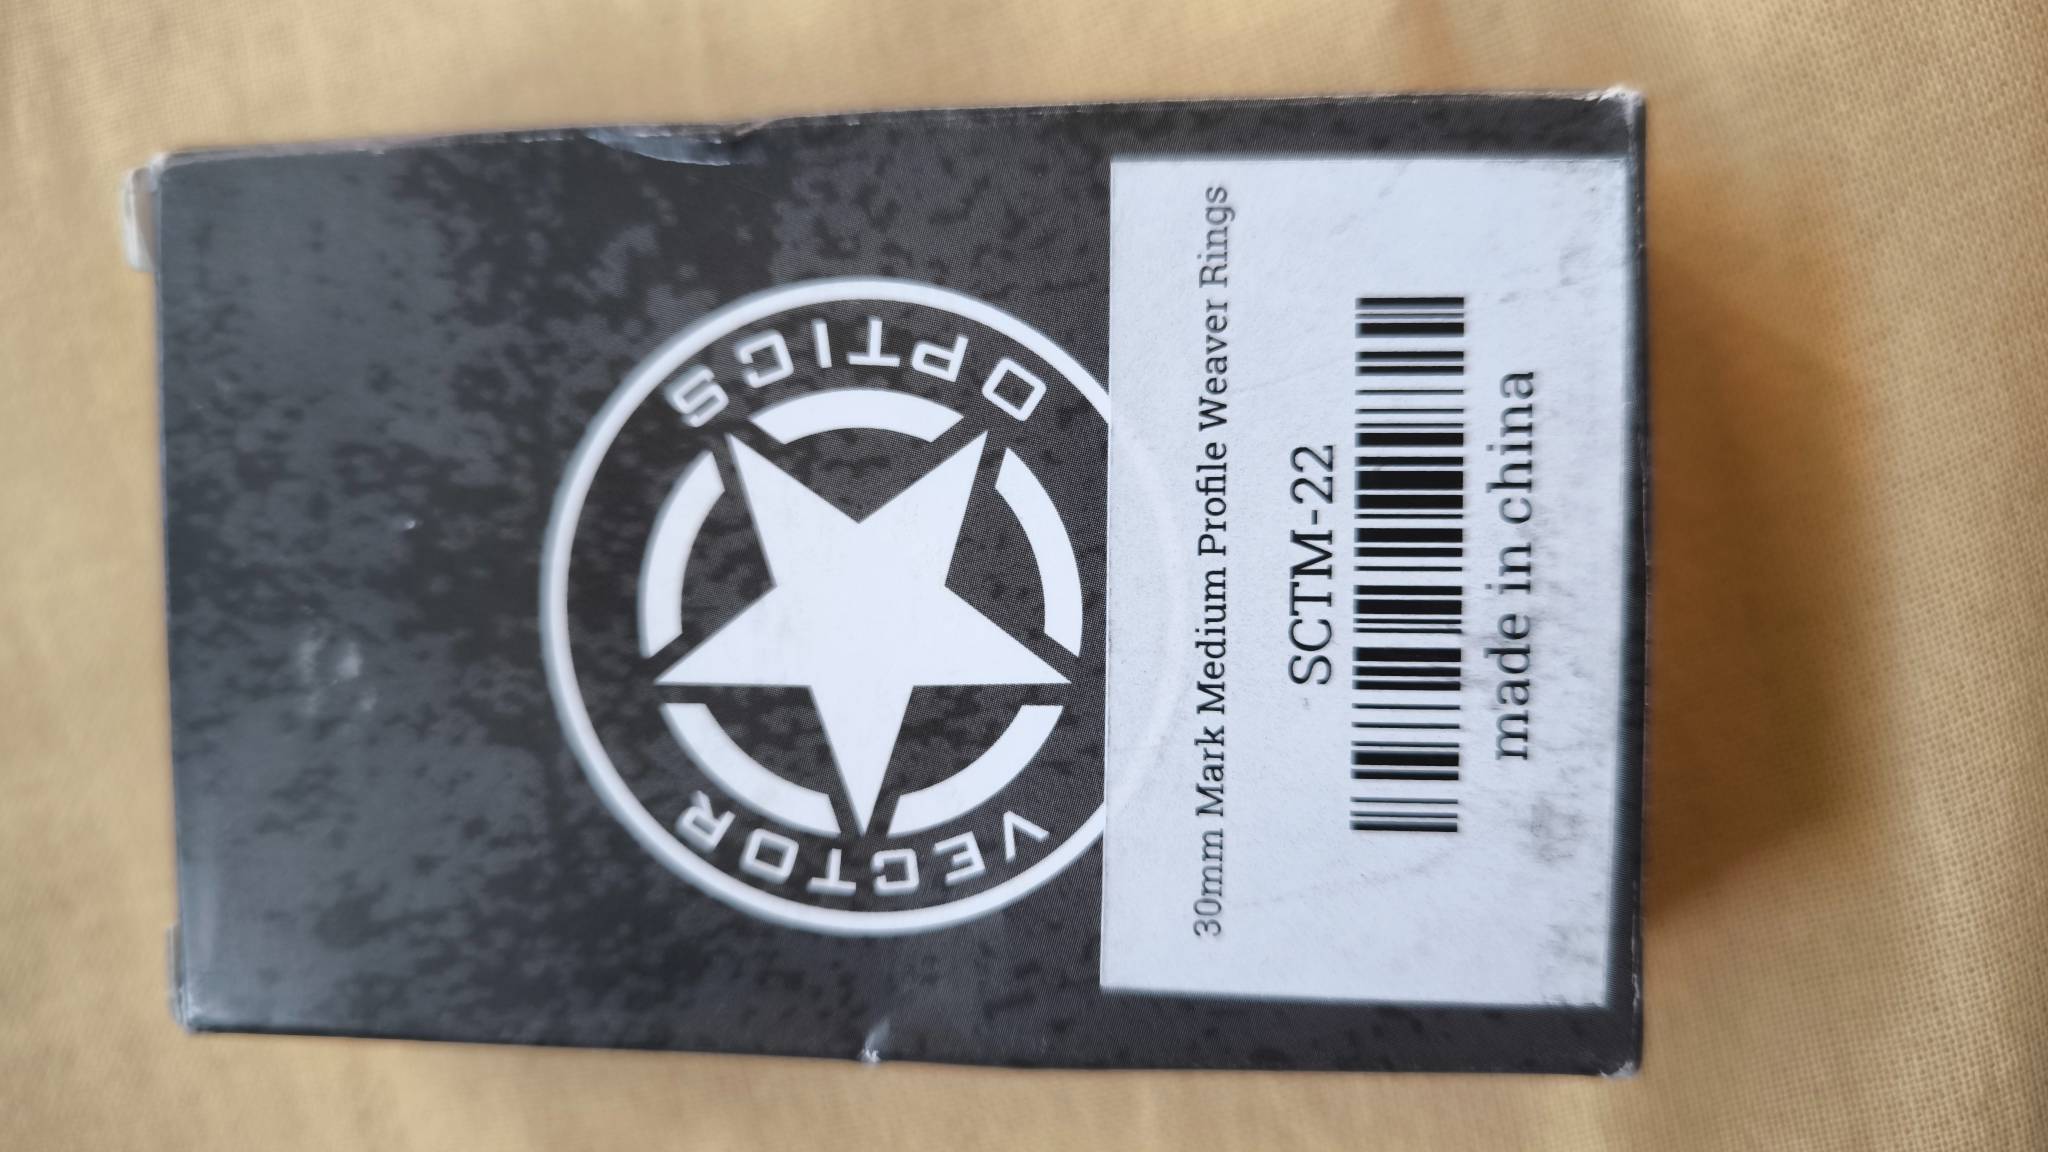 VECTOR OPTICS
30mm Mark Medium Profile Weaver Rings
SCTM-22
made in china